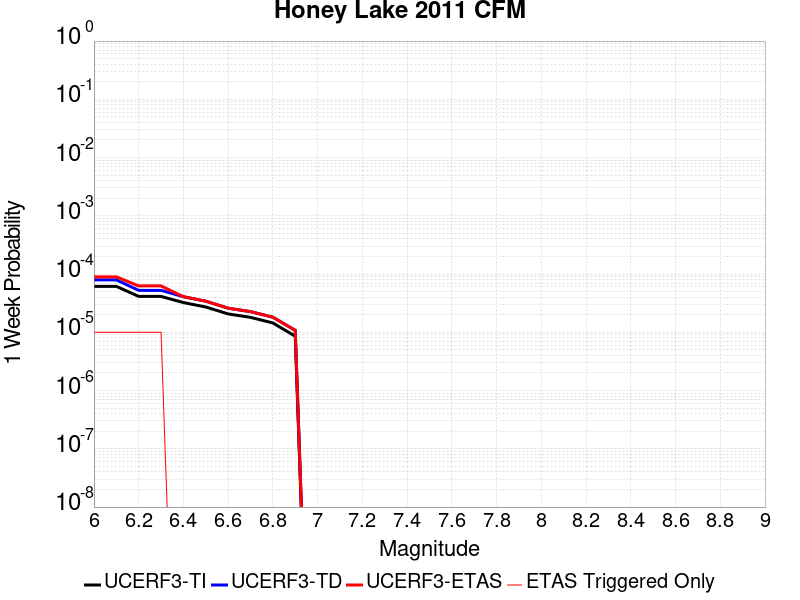 Honey Lake 2011 CFM
1 Week Probability
10^0
10^-1
10^-2
10^-3
10^-4
10^-5
10^-6
10^-7
10^-8
6 6.2 6.4 6.6 6.8 7 7.2 7.4 7.6 7.8 8 8.2 8.4 8.6 8.8 9
Magnitude
UCERF3-TI UCERF3-TD UCERF3-ETAS ETAS Triggered Only